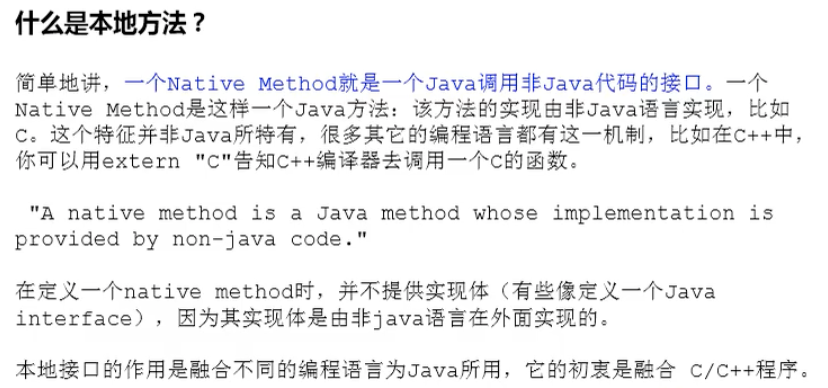 什么是本地方法？
简单地讲，一个Native Method就是一个Java调用非Java代码的接口。一个
Native Method是这样一个Java方法：该方法的实现由非Java语言实现，比如
C。这个特征并非Java所特有，很多其它的编程语言都有这一机制，比如在C++中，
你可以用extern "C"告知C++编译器去调用一个C的函数。
"A native method is a Java method whose implementation is
provided by non-java code."
在定义一个native method时，并不提供实现体（有些像定义一个Java
interface），因为其实现体是由非java语言在外面实现的。
本地接口的作用是融合不同的编程语言为Java所用，它的初衷是融合 C/C++程序。